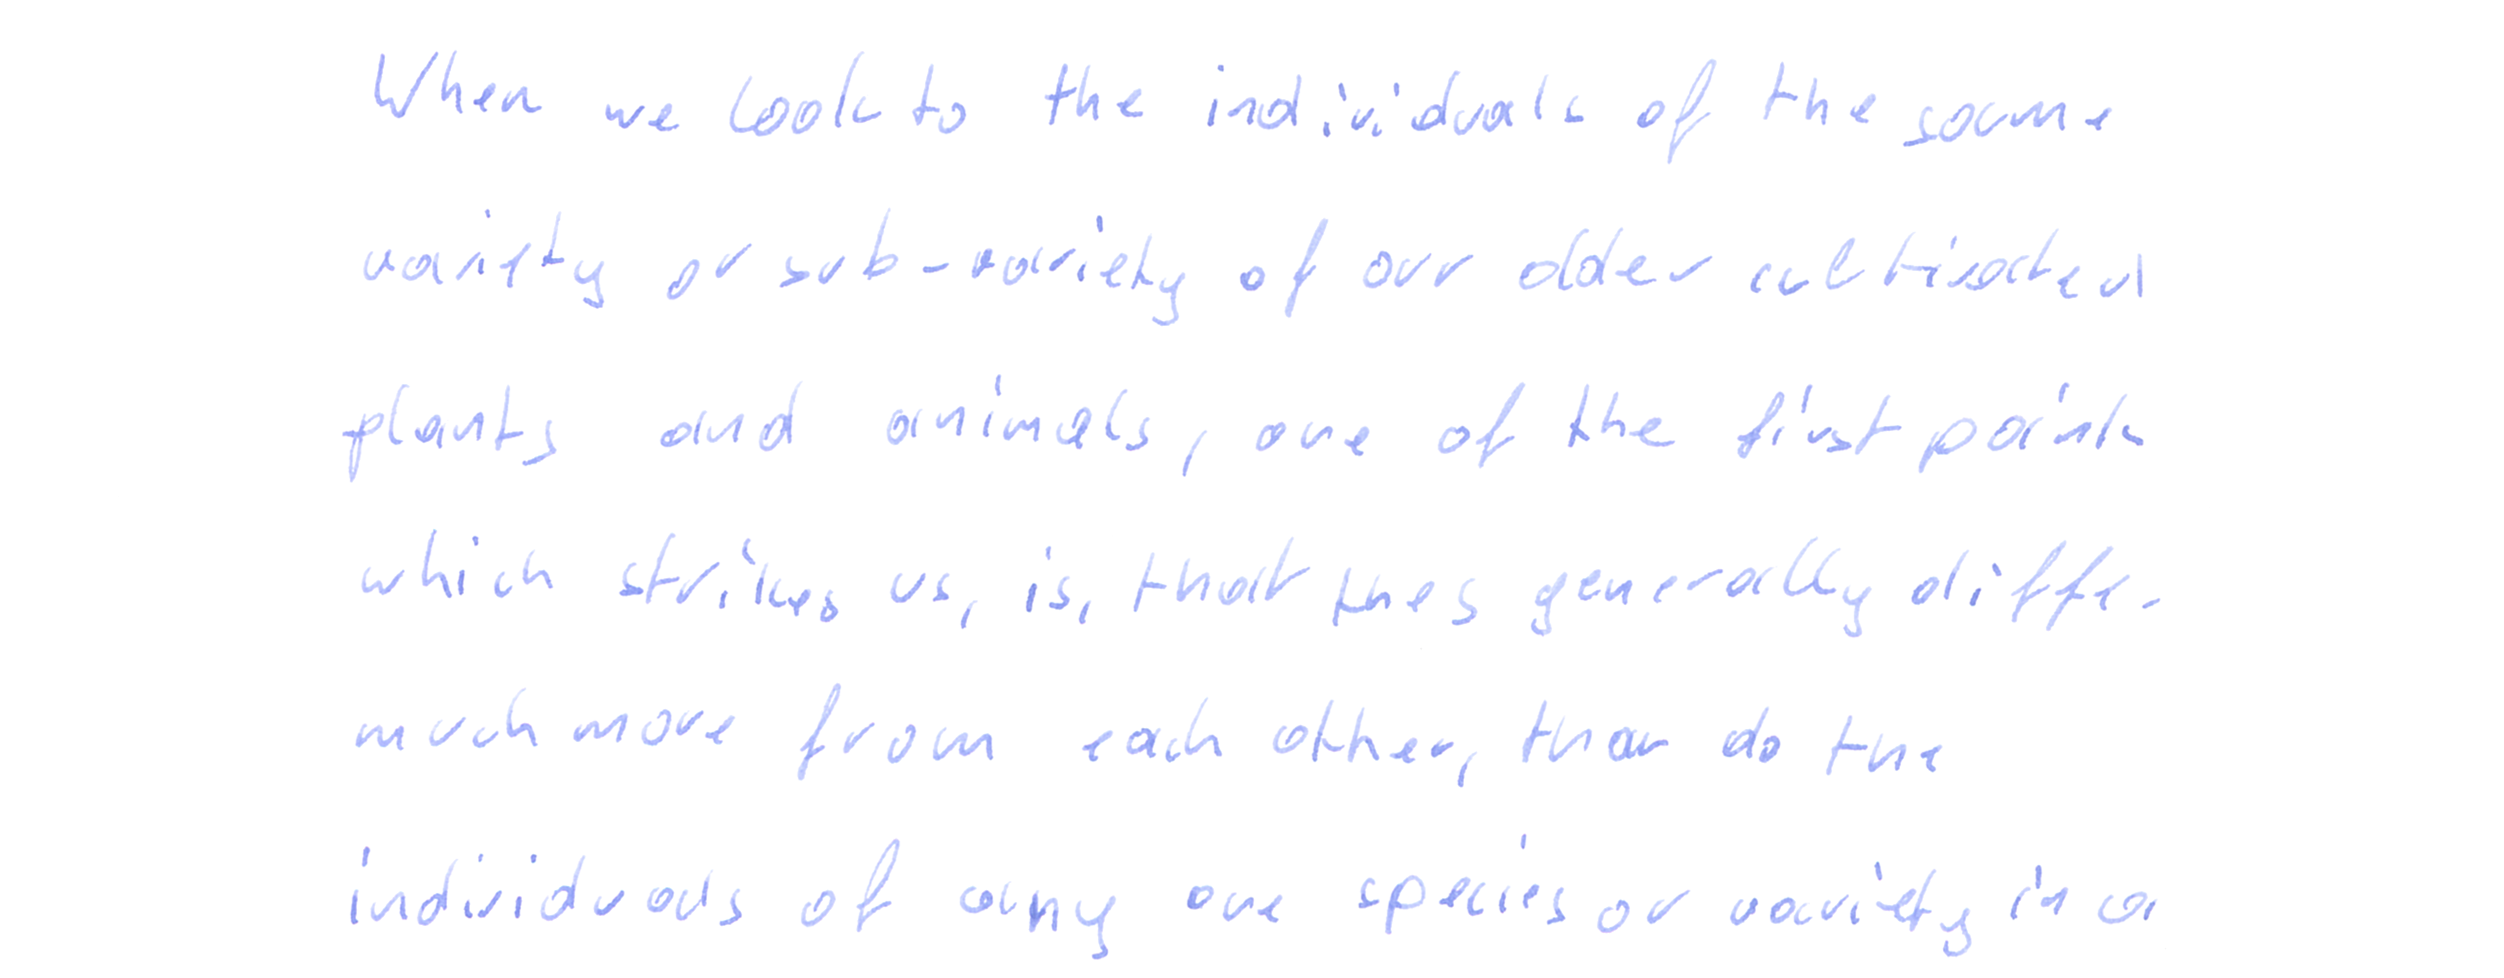 When we look to the individuals of the same
variety or sub-variety of our older cultivated
plants and animals, one of the first points
which strikes us, is, that they generally diffe-
much more from each other, than do the
individuals of any one species or variety in a